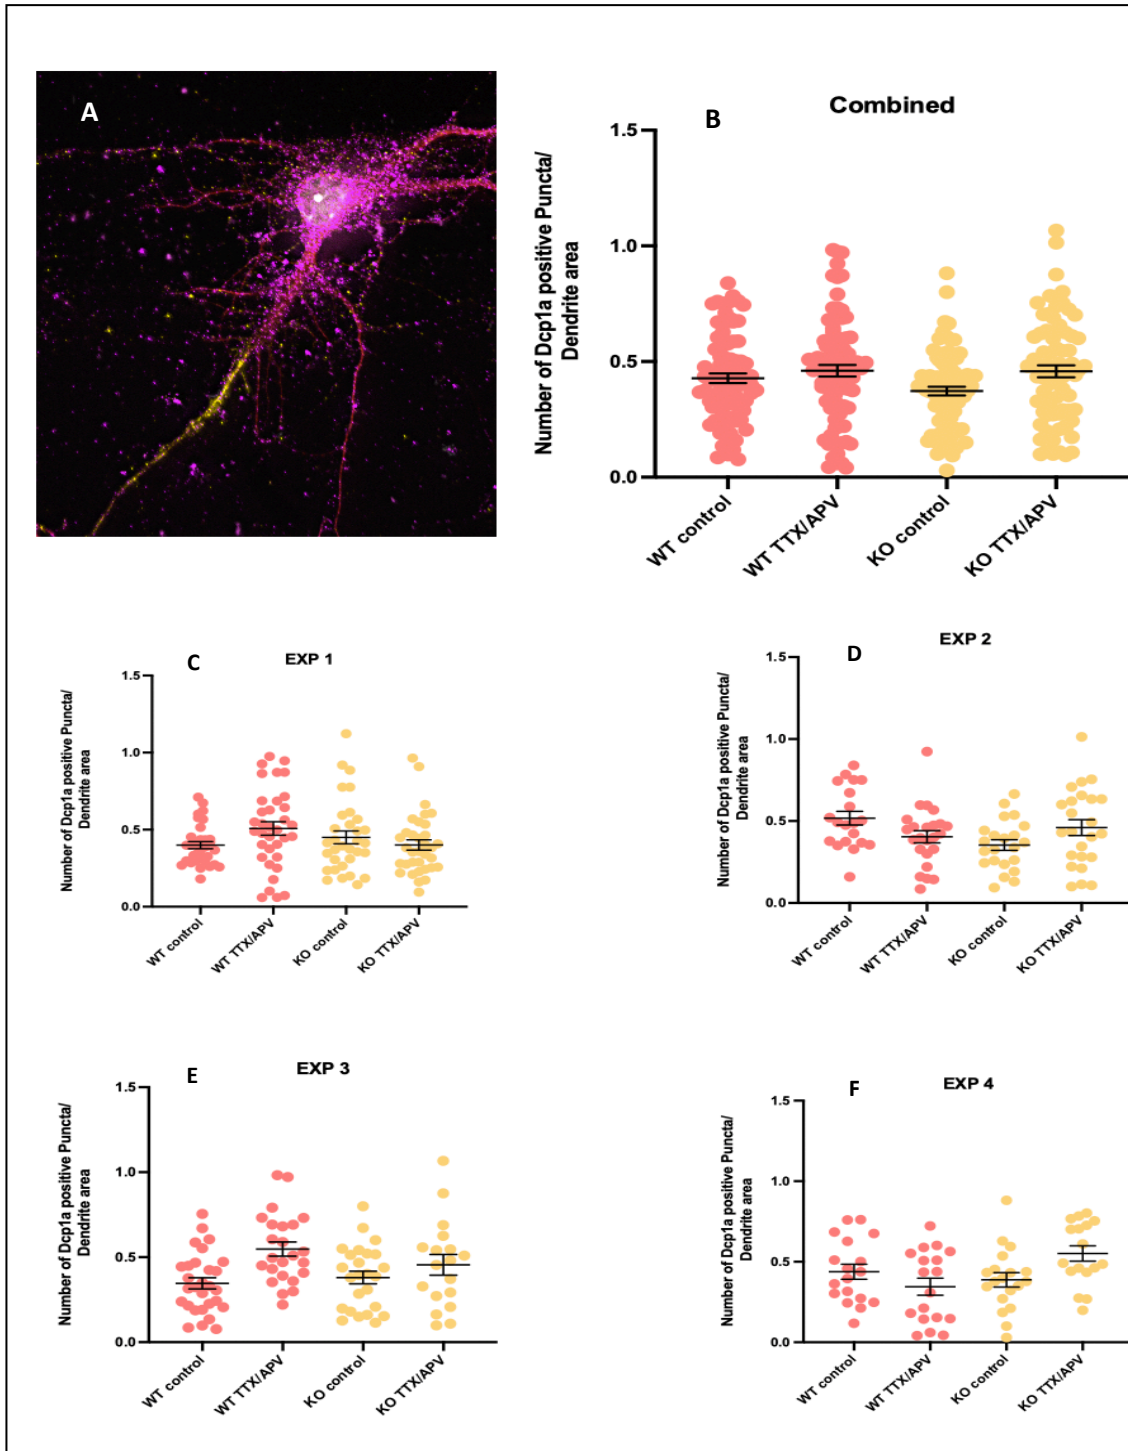 A
B
Combined
Number of Dcp1a positive Puncta/
Dendrite area
1.5
1.0
0.5
0.0
WT control
WT TTX/APV
KO control
KO TTX/APV
C
EXP 1
Number of Dcp1a positive Puncta/
Dendrite area
1.5
1.0
0.5
0.0
WT control
WT TTX/APV
KO control
KO TTX/APV
D
EXP 2
Number of Dcp1a positive Puncta/
Dendrite area
1.5
1.0
0.5
0.0
WT control
WT TTX/APV
KO control
KO TTX/APV
E
EXP 3
Number of Dcp1a positive Puncta/
Dendrite area
1.5
1.0
0.5
0.0
WT control
WT TTX/APV
KO control
KO TTX/APV
F
EXP 4
Number of Dcp1a positive Puncta/
Dendrite area
1.5
1.0
0.5
0.0
WT control
WT TTX/APV
KO control
KO TTX/APV